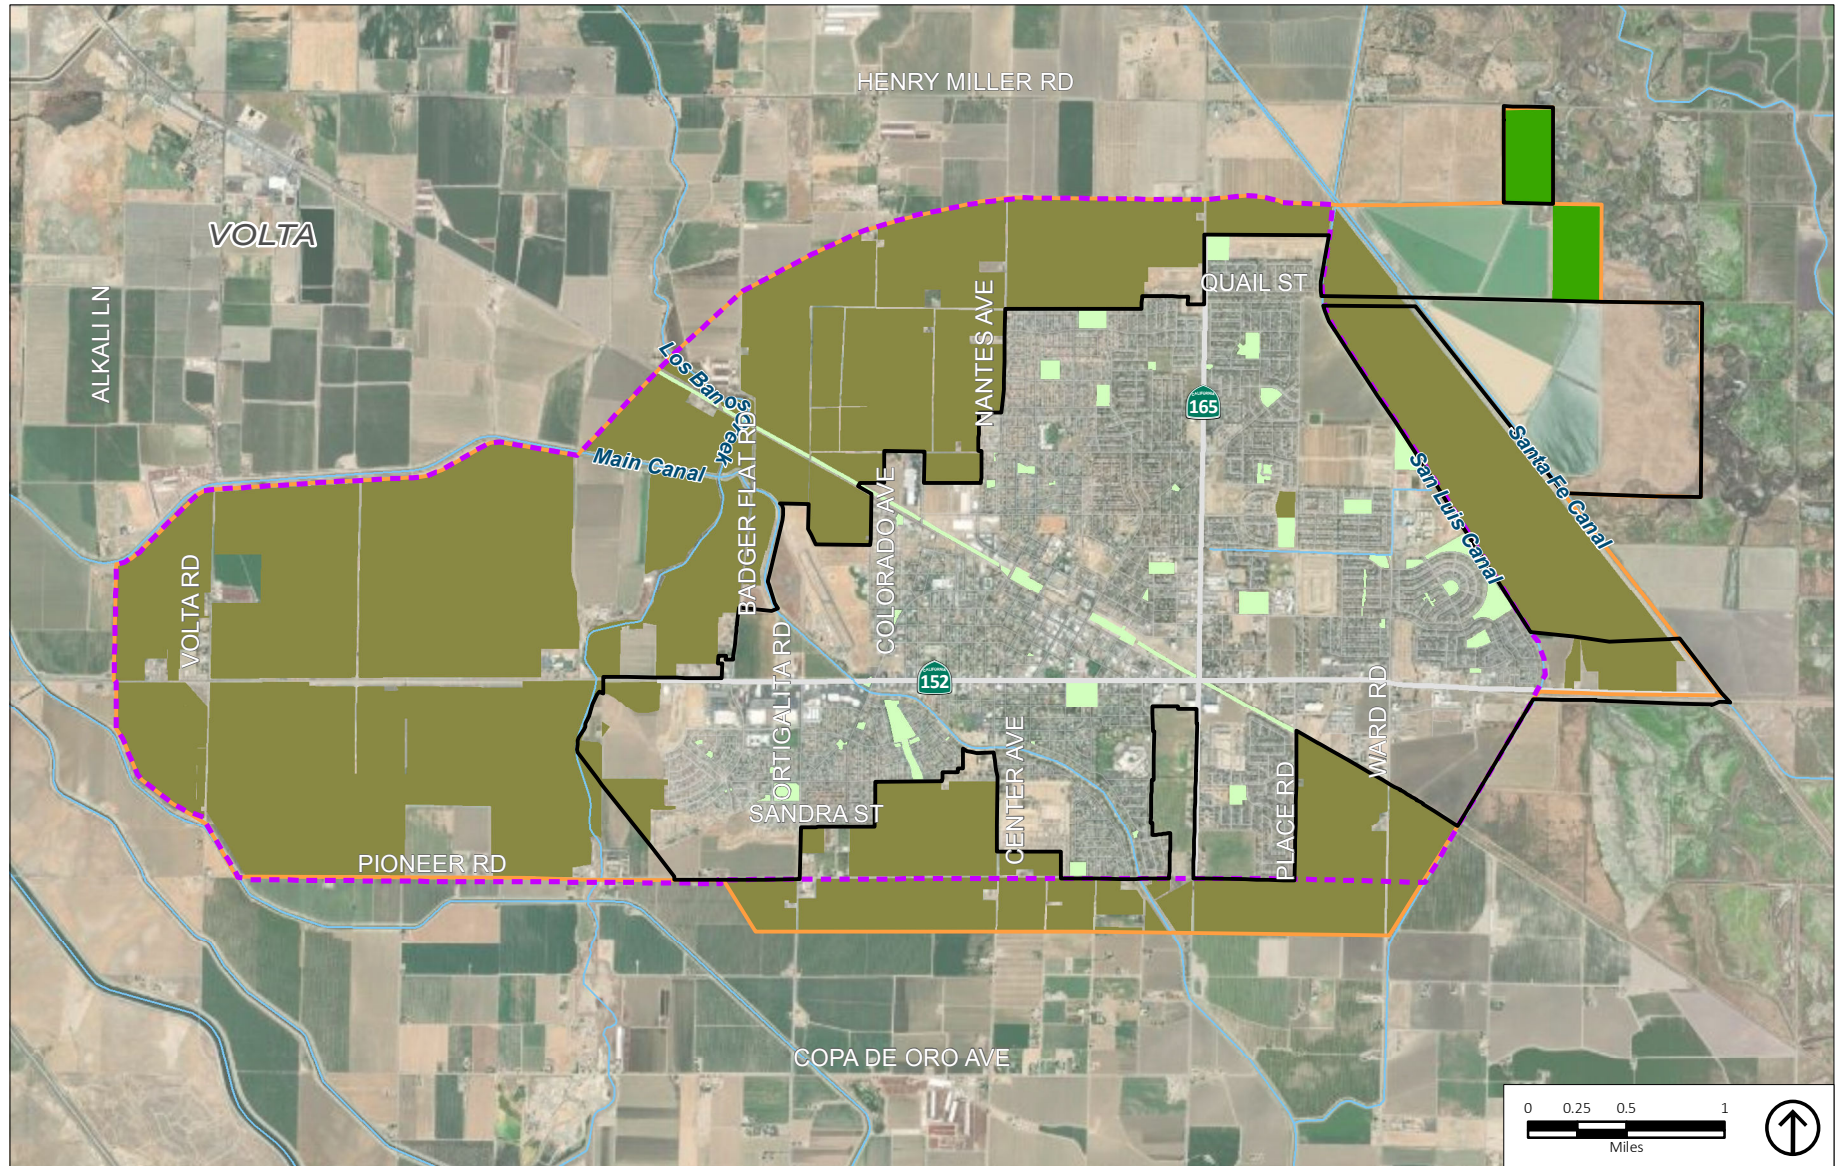 HENRY MILLER RD
VOLTA
ALKALI LN
QUAIL ST
NANTES AVE
Los Banos Creek
CALIFORNIA
165
Main Canal
BADGER FLAT RD
COLORADO AVE
San Luis Canal
Santa Fe Canal
VOLTA RD
ORTIGALITA RD
CALIFORNIA
152
WARD RD
CENTER AVE
PLACE RD
SANDRA ST
PIONEER RD
COPA DE ORO AVE
0 0.25 0.5 1
Miles